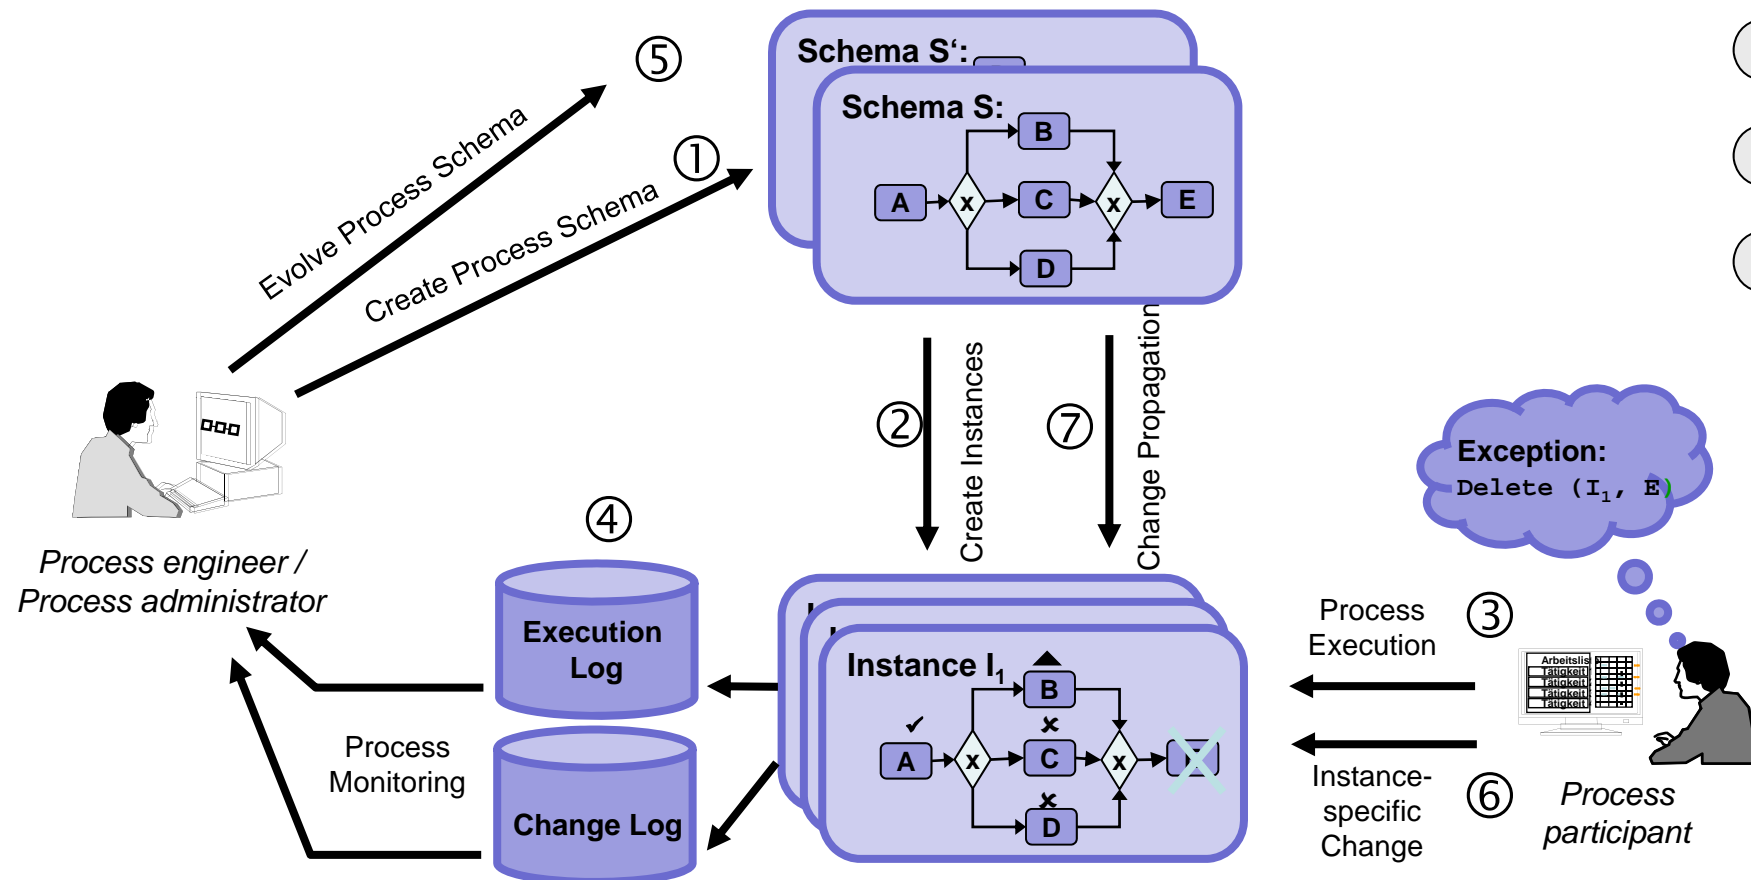 ⑤
Schema S‘:
Schema S:
B
A
x
C
x
E
D
Evolve Process Schema
①
Create Process Schema
②
Create Instances
⑦
Change Propagation
Exception:
Delete (I1, E)
Process engineer /
Process administrator
④
Execution
Log
Change Log
Process
Monitoring
Instance I1
B
A
x
C
x
D
Process
Execution
③
Arbeitslis
Tätigkeit
Tätigkeit
Tätigkeit
Tätigkeit
Instance-
specific
Change
⑥
Process
participant